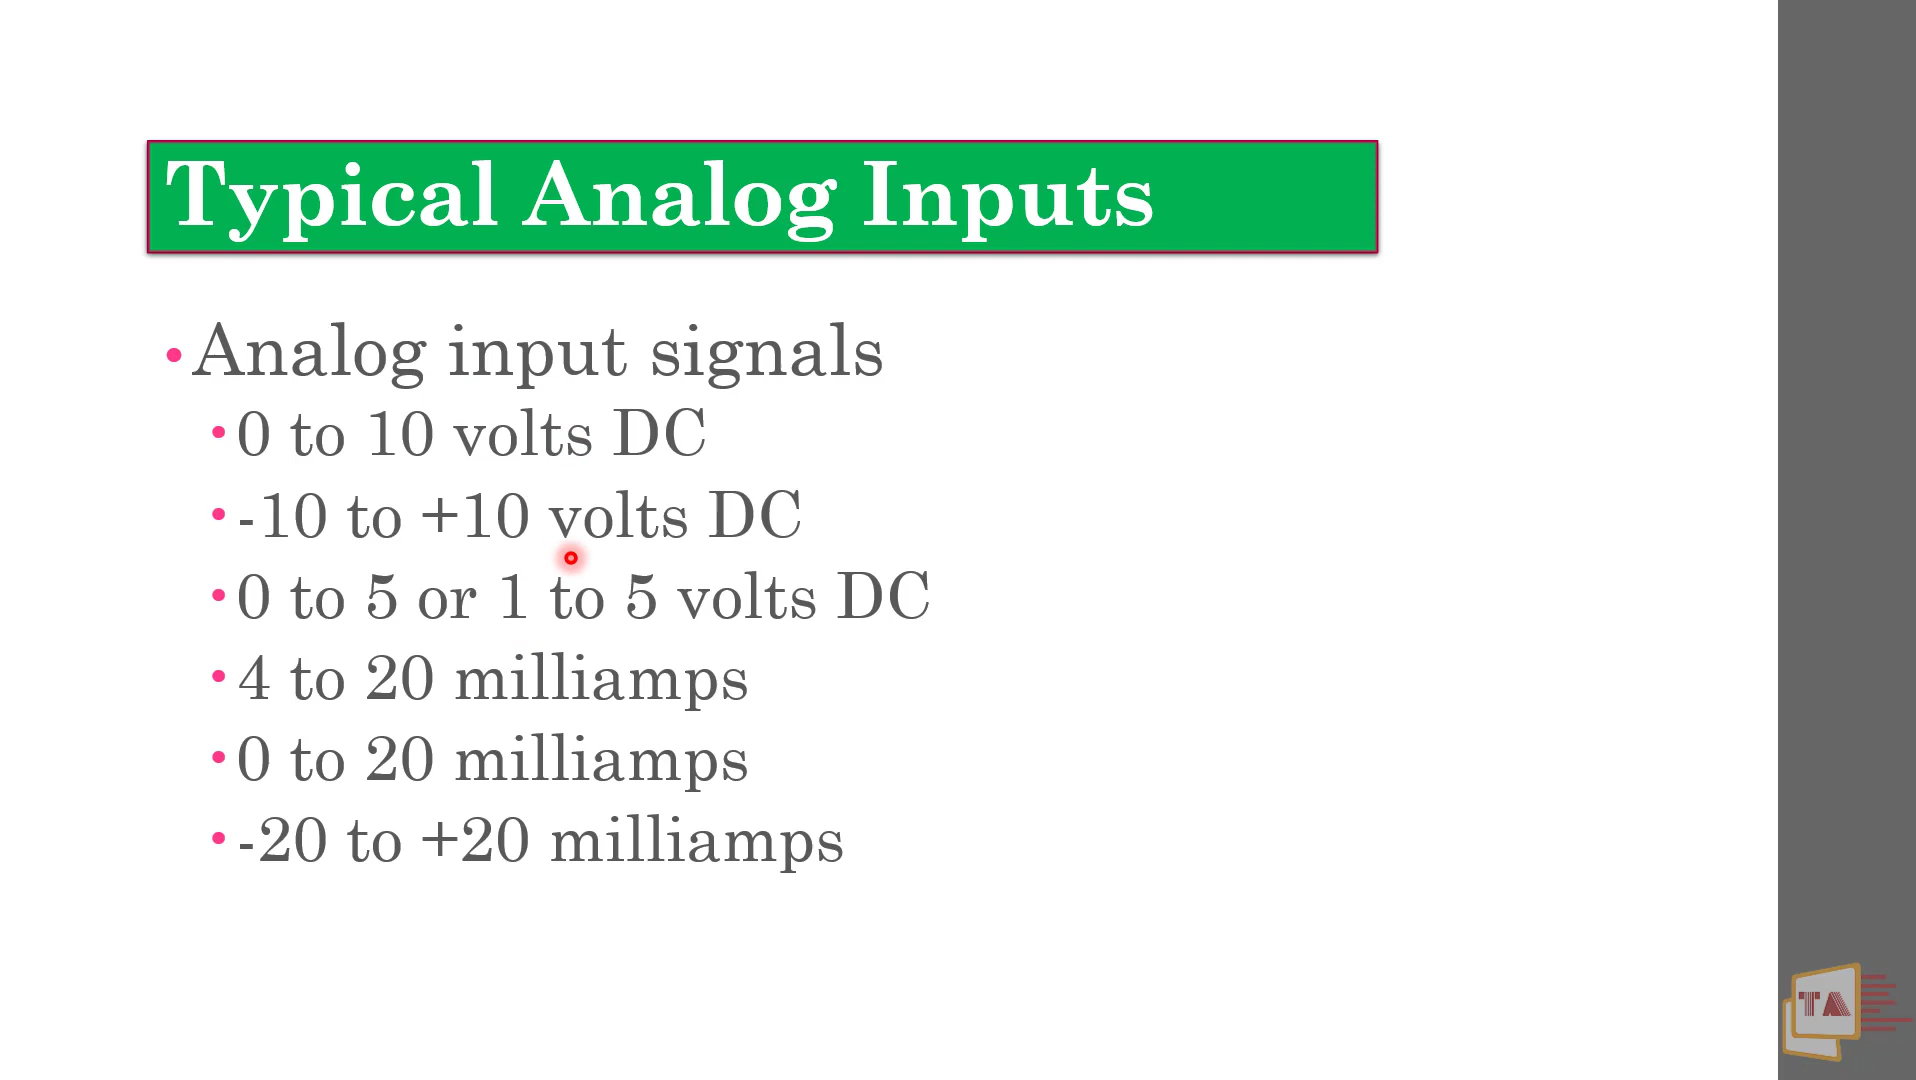 Typical Analog Inputs
•Analog input signals
•0 to 10 volts DC
•-10 to +10 volts DC
•0 to 5 or 1 to 5 volts DC
•4 to 20 milliamps
•0 to 20 milliamps
•-20 to +20 milliamps
TA